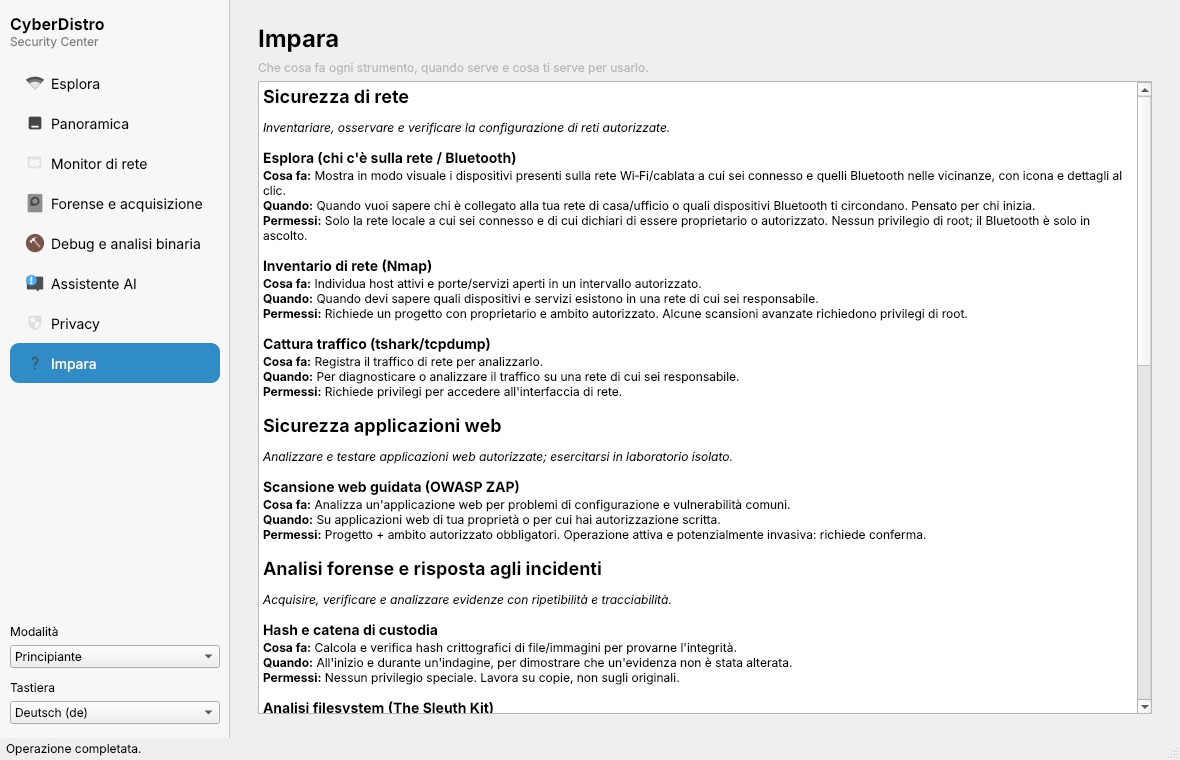 CyberDistro
Security Center
Esplora
Panoramica
Monitor di rete
Forense e acquisizione
Debug e analisi binaria
Assistente AI
Privacy
? Impara
Modalità
Principiante
Tastiera
Deutsch (de)
Operazione completata.
Impara
Che cosa fa ogni strumento, quando serve e cosa ti serve per usarlo.
Sicurezza di rete
Inventariare, osservare e verificare la configurazione di reti autorizzate.
Esplora (chi c'è sulla rete / Bluetooth)
Cosa fa: Mostra in modo visuale i dispositivi presenti sulla rete Wi-Fi/cablata a cui sei connesso e quelli Bluetooth nelle vicinanze, con icona e dettagli al
clic.
Quando: Quando vuoi sapere chi è collegato alla tua rete di casa/ufficio o quali dispositivi Bluetooth ti circondano. Pensato per chi inizia.
Permessi: Solo la rete locale a cui sei connesso e di cui dichiari di essere proprietario o autorizzato. Nessun privilegio di root; il Bluetooth è solo in
ascolto.
Inventario di rete (Nmap)
Cosa fa: Individua host attivi e porte/servizi aperti in un intervallo autorizzato.
Quando: Quando devi sapere quali dispositivi e servizi esistono in una rete di cui sei responsabile.
Permessi: Richiede un progetto con proprietario e ambito autorizzato. Alcune scansioni avanzate richiedono privilegi di root.
Cattura traffico (tshark/tcpdump)
Cosa fa: Registra il traffico di rete per analizzarlo.
Quando: Per diagnosticare o analizzare il traffico su una rete di cui sei responsabile.
Permessi: Richiede privilegi per accedere all'interfaccia di rete.
Sicurezza applicazioni web
Analizzare e testare applicazioni web autorizzate; esercitarsi in laboratorio isolato.
Scansione web guidata (OWASP ZAP)
Cosa fa: Analizza un'applicazione web per problemi di configurazione e vulnerabilità comuni.
Quando: Su applicazioni web di tua proprietà o per cui hai autorizzazione scritta.
Permessi: Progetto + ambito autorizzato obbligatori. Operazione attiva e potenzialmente invasiva: richiede conferma.
Analisi forense e risposta agli incidenti
Acquisire, verificare e analizzare evidenze con ripetibilità e tracciabilità.
Hash e catena di custodia
Cosa fa: Calcola e verifica hash crittografici di file/immagini per provarne l'integrità.
Quando: All'inizio e durante un'indagine, per dimostrare che un'evidenza non è stata alterata.
Permessi: Nessun privilegio speciale. Lavora su copie, non sugli originali.
Analisi filesystem (The Sleuth Kit)